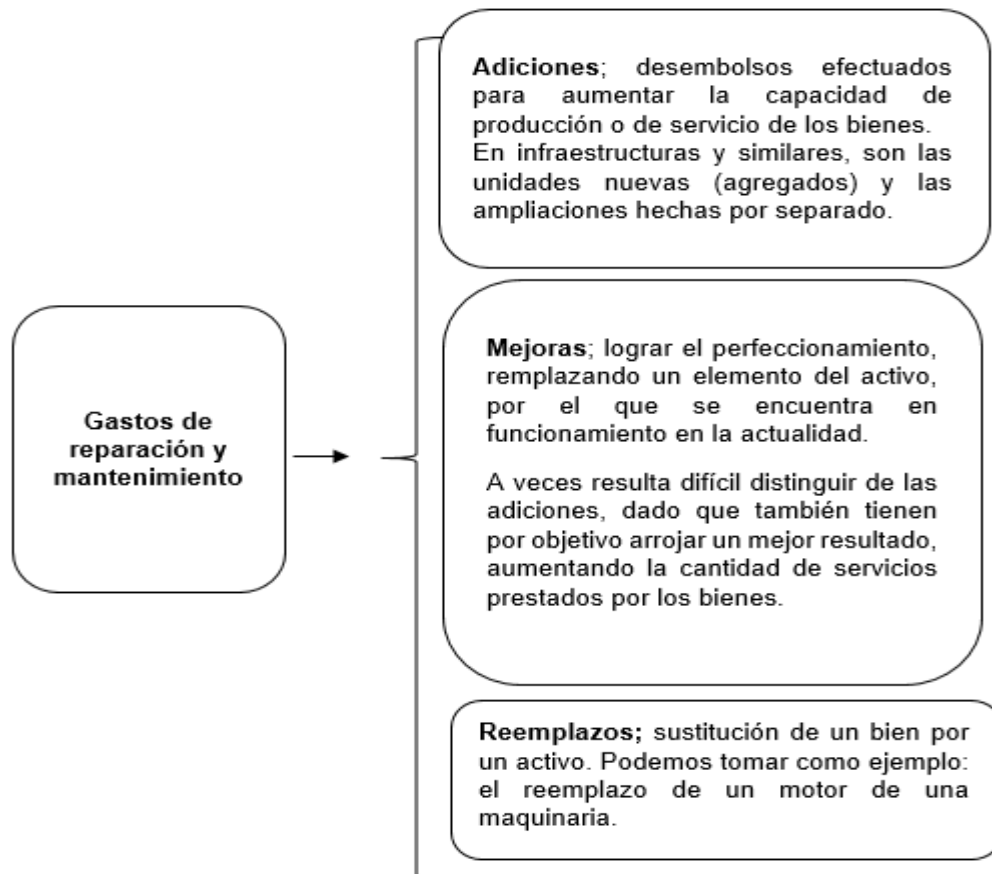 Adiciones; desembolsos efectuados
para aumentar la capacidad de
producción o de servicio de los bienes.
En infraestructuras y similares, son las
unidades nuevas (agregados) y las
ampliaciones hechas por separado.
Gastos de
reparación y
mantenimiento
Mejoras; lograr el perfeccionamiento,
remplazando un elemento del activo,
por el que se encuentra en
funcionamiento en la actualidad.
A veces resulta difícil distinguir de las
adiciones, dado que también tienen
por objetivo arrojar un mejor resultado,
aumentando la cantidad de servicios
prestados por los bienes.
Reemplazos; sustitución de un bien por
un activo. Podemos tomar como ejemplo:
el reemplazo de un motor de una
maquinaria.